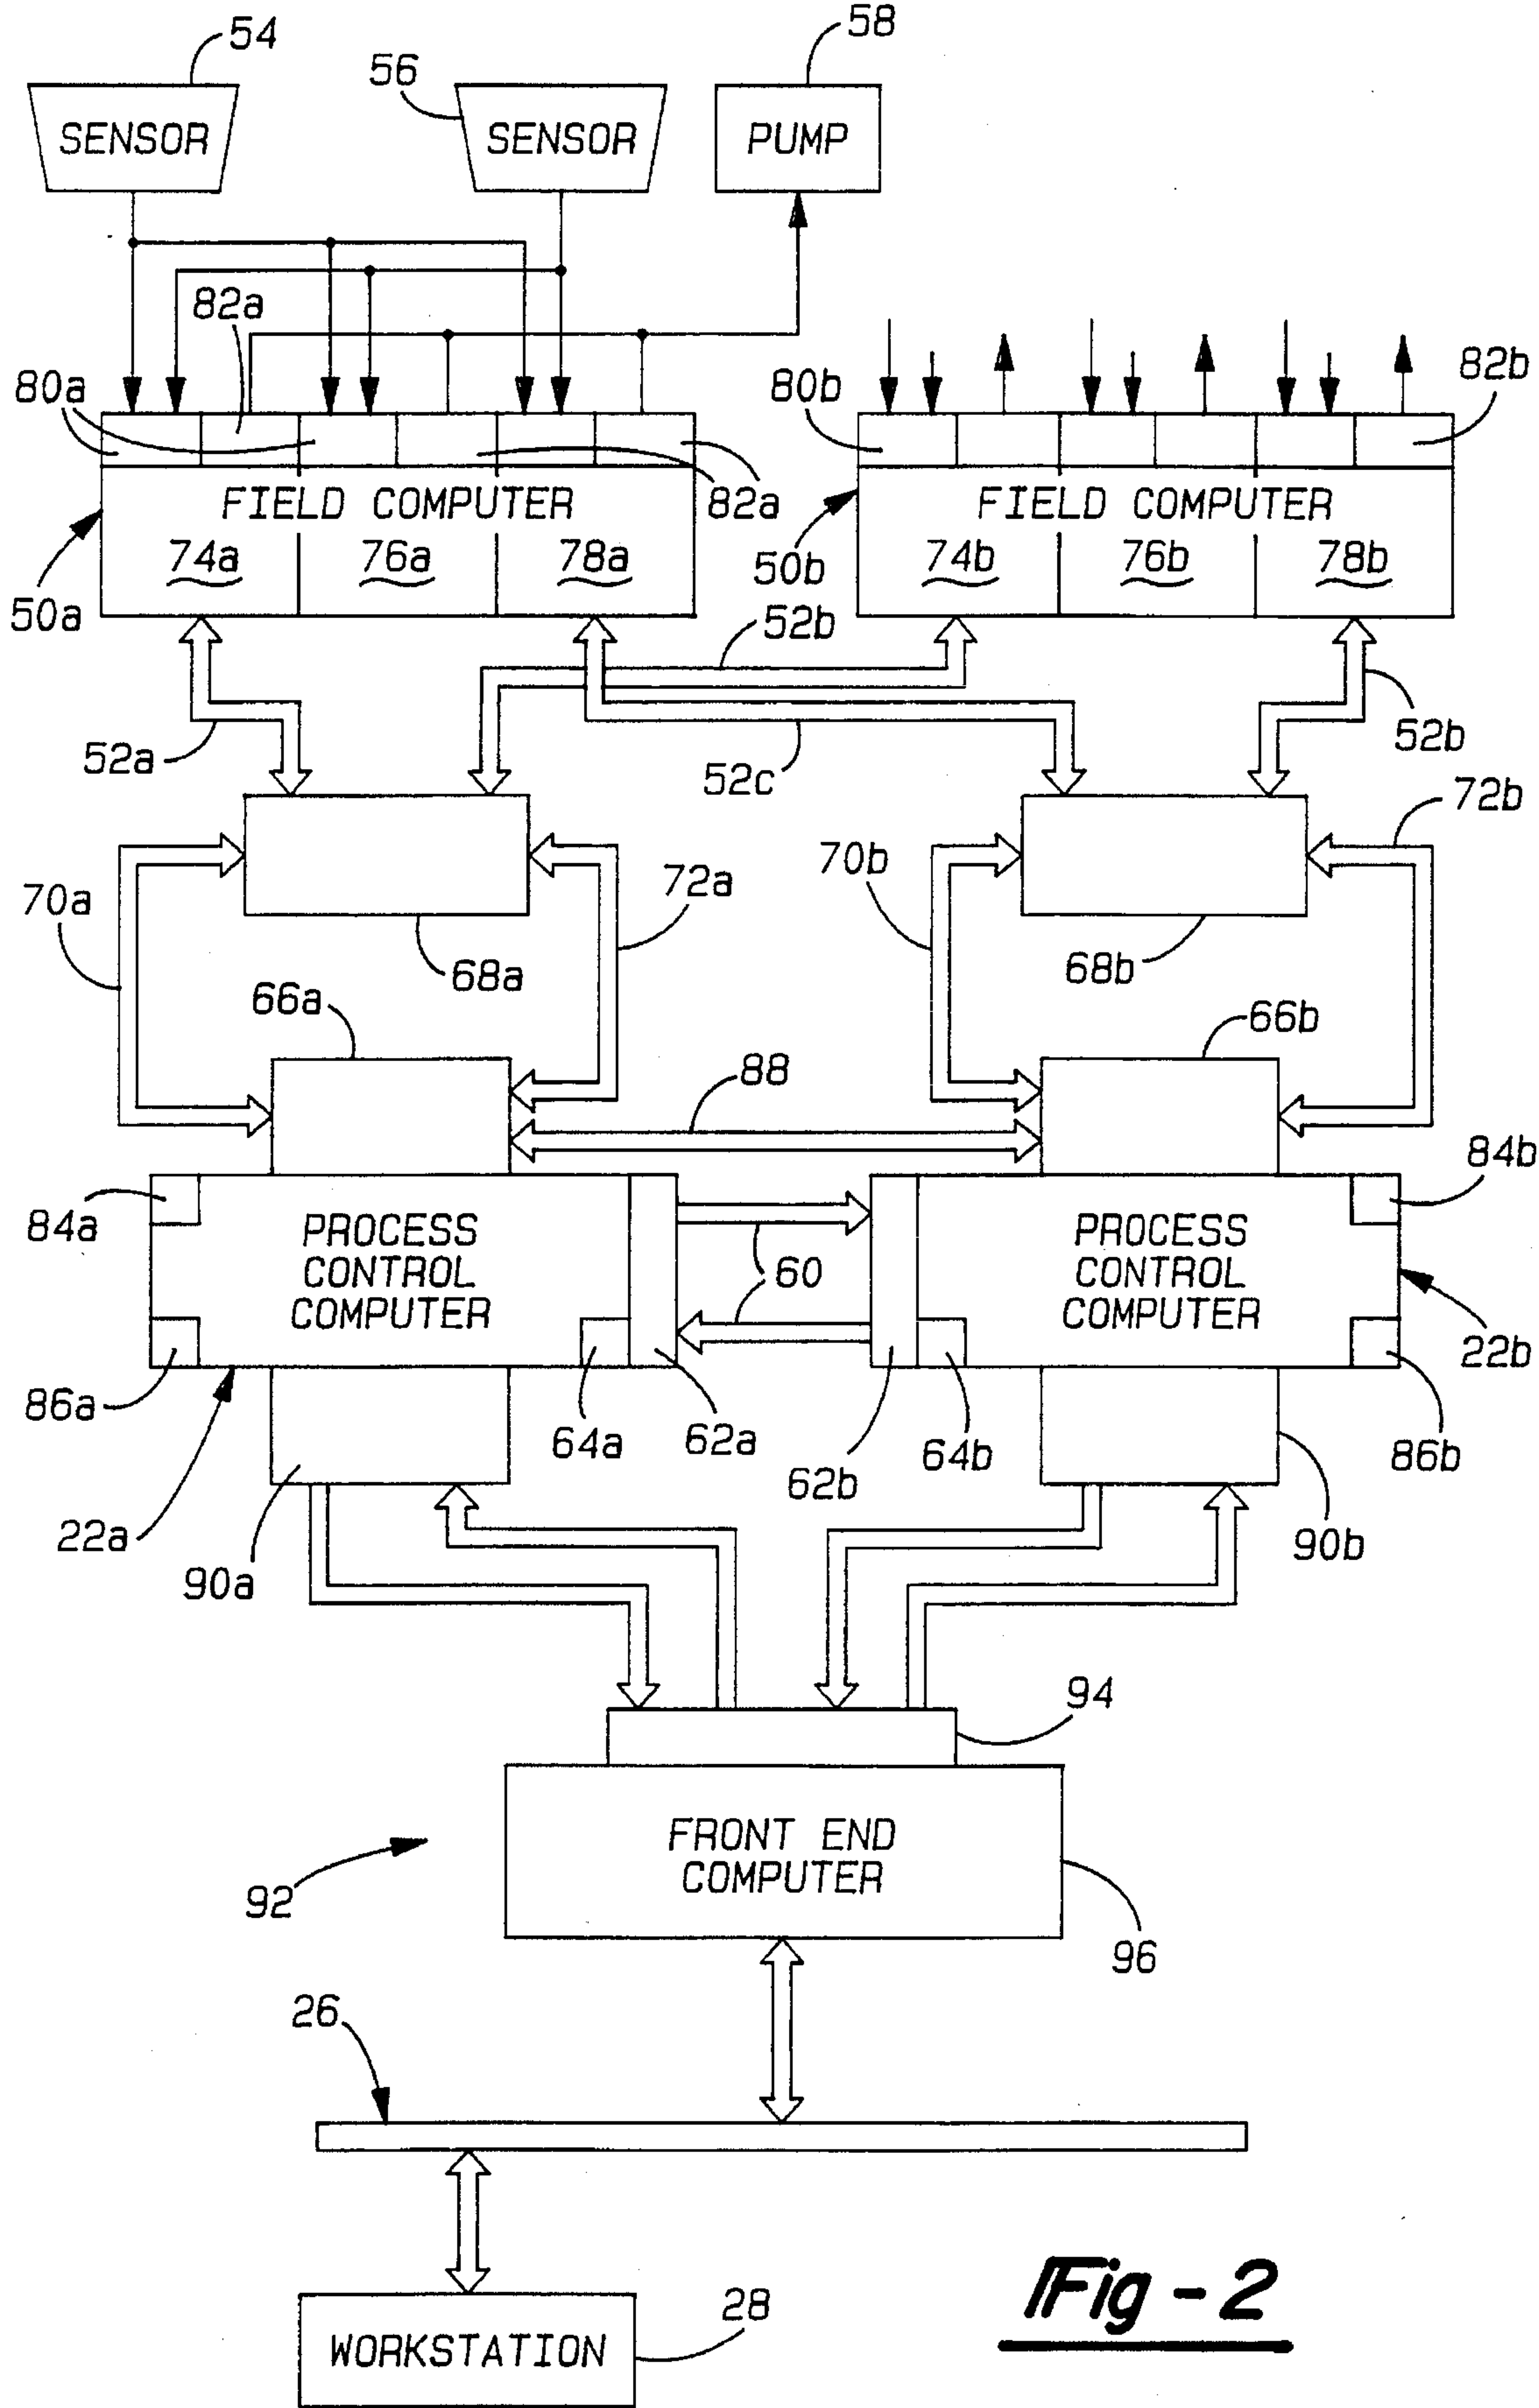 54
58
56
SENSOR
SENSOR
PUMP
82a
80a
80b
82b
FIELD COMPUTER
82a
FIELD COMPUTER
74a
76a
78a
74b
76b
78b
50a
50b
52b
52a
52c
52b
72b
70a
72a
70b
68a
68b
66a
66b
88
84b
84a
PROCESS
CONTROL
COMPUTER
60
PROCESS
CONTROL
COMPUTER
22b
86a
64a
62a
62b
64b
86b
22a
90a
90b
94
FRONT END
COMPUTER
92
96
26
28
WORKSTATION
Fig-2